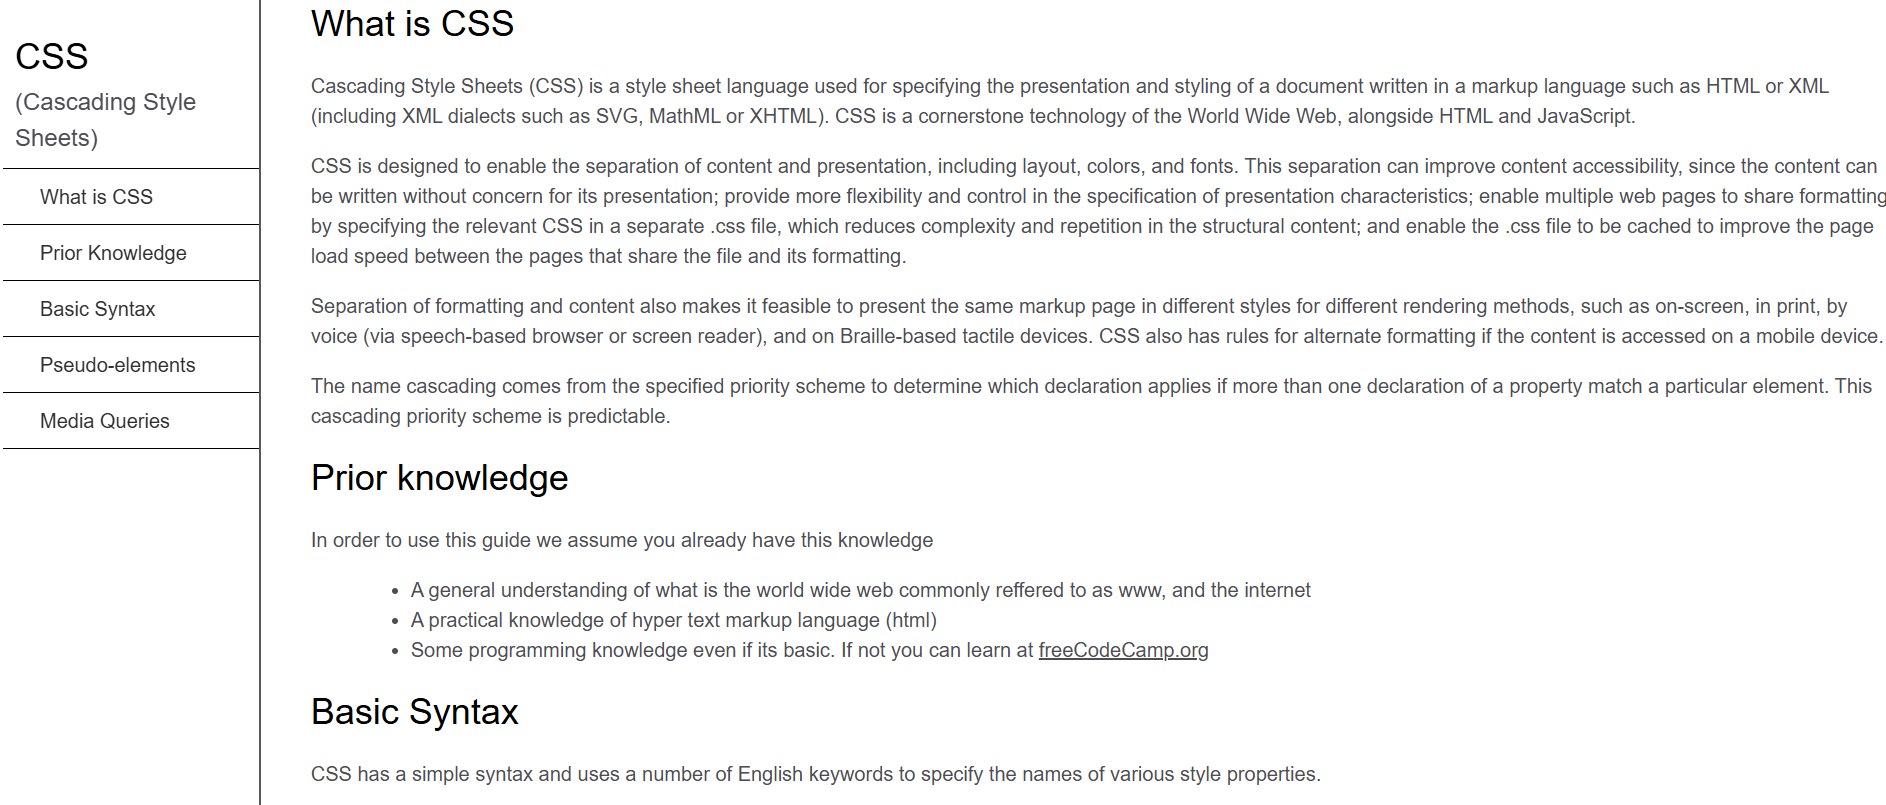 CSS
(Cascading Style
Sheets)
What is CSS
Prior Knowledge
Basic Syntax
Pseudo-elements
Media Queries
What is CSS
Cascading Style Sheets (CSS) is a style sheet language used for specifying the presentation and styling of a document written in a markup language such as HTML or XML
(including XML dialects such as SVG, MathML or XHTML). CSS is a cornerstone technology of the World Wide Web, alongside HTML and JavaScript.
CSS is designed to enable the separation of content and presentation, including layout, colors, and fonts. This separation can improve content accessibility, since the content can
be written without concern for its presentation; provide more flexibility and control in the specification of presentation characteristics; enable multiple web pages to share formatting
by specifying the relevant CSS in a separate .css file, which reduces complexity and repetition in the structural content; and enable the .css file to be cached to improve the page
load speed between the pages that share the file and its formatting.
Separation of formatting and content also makes it feasible to present the same markup page in different styles for different rendering methods, such as on-screen, in print, by
voice (via speech-based browser or screen reader), and on Braille-based tactile devices. CSS also has rules for alternate formatting if the content is accessed on a mobile device.
The name cascading comes from the specified priority scheme to determine which declaration applies if more than one declaration of a property match a particular element. This
cascading priority scheme is predictable.
Prior knowledge
In order to use this guide we assume you already have this knowledge
• A general understanding of what is the world wide web commonly reffered to as www, and the internet
• A practical knowledge of hyper text markup language (html)
• Some programming knowledge even if its basic. If not you can learn at freeCodeCamp.org
Basic Syntax
CSS has a simple syntax and uses a number of English keywords to specify the names of various style properties.